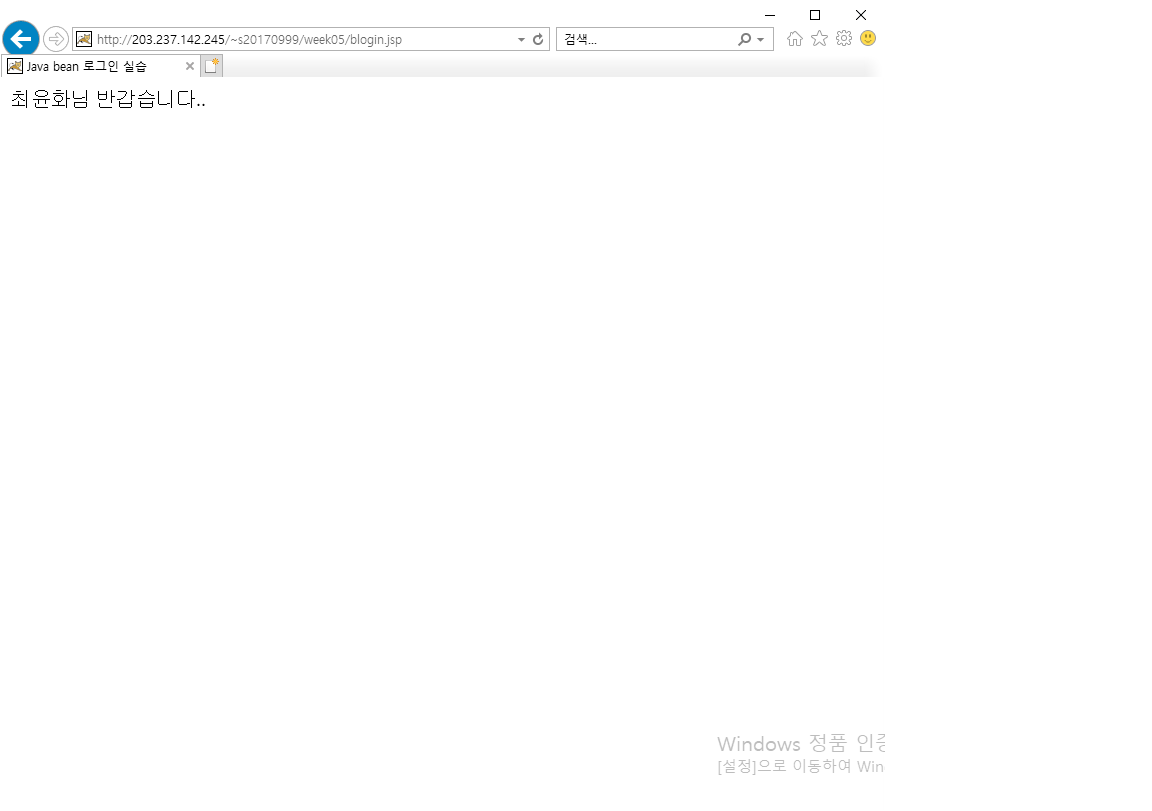 http://203.237.142.245/~s20170999/week05/blogin.jsp
검색...
Java bean 로그인 실습
최윤화님 반갑습니다..
Windows 정품 인증
[설정]으로 이동하여 Win